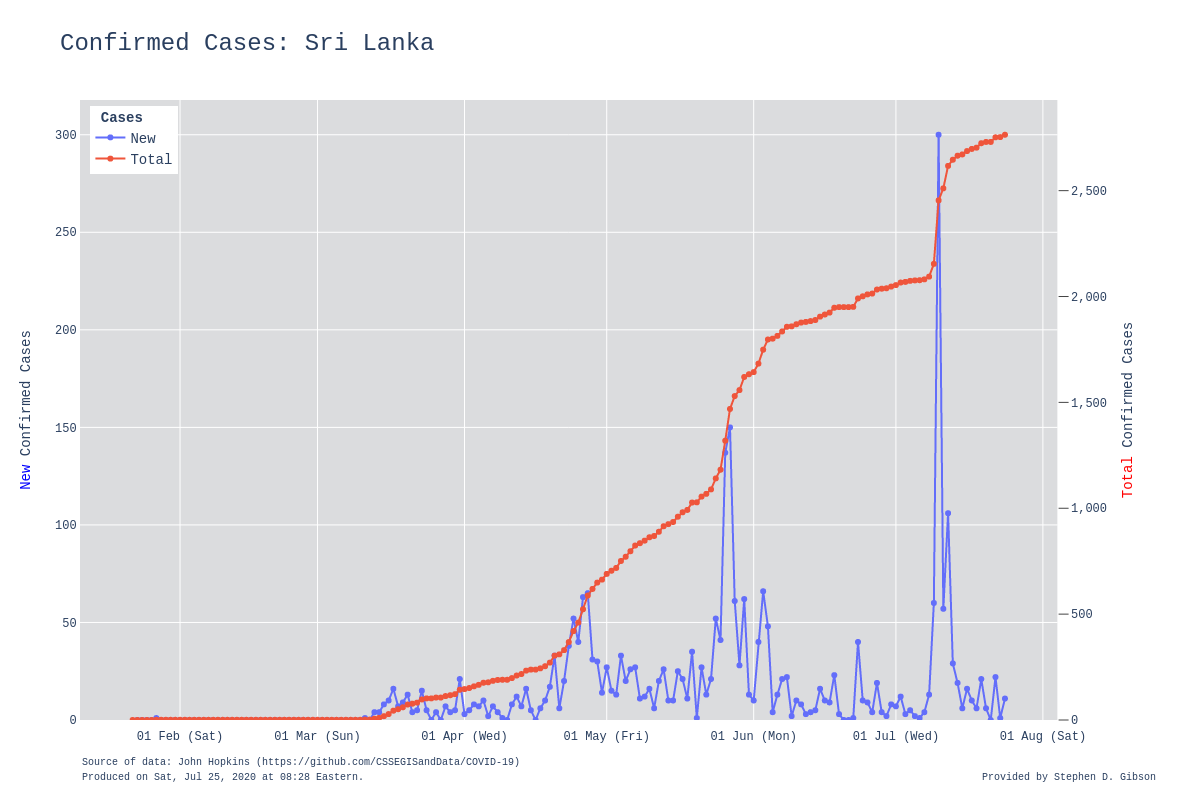 Confirmed Cases: Sri Lanka
Cases
New
Total
300
250
200
150
100
50
0
2,500
2,000
1,500
1,000
500
0
New Confirmed Cases
Total Confirmed Cases
01 Feb (Sat) 01 Mar (Sun) 01 Apr (Wed) 01 May (Fri) 01 Jun (Mon) 01 Jul (Wed) 01 Aug (Sat)
Source of data: John Hopkins (https://github.com/CSSEGISandData/COVID-19)
Produced on Sat, Jul 25, 2020 at 08:28 Eastern.
Provided by Stephen D. Gibson